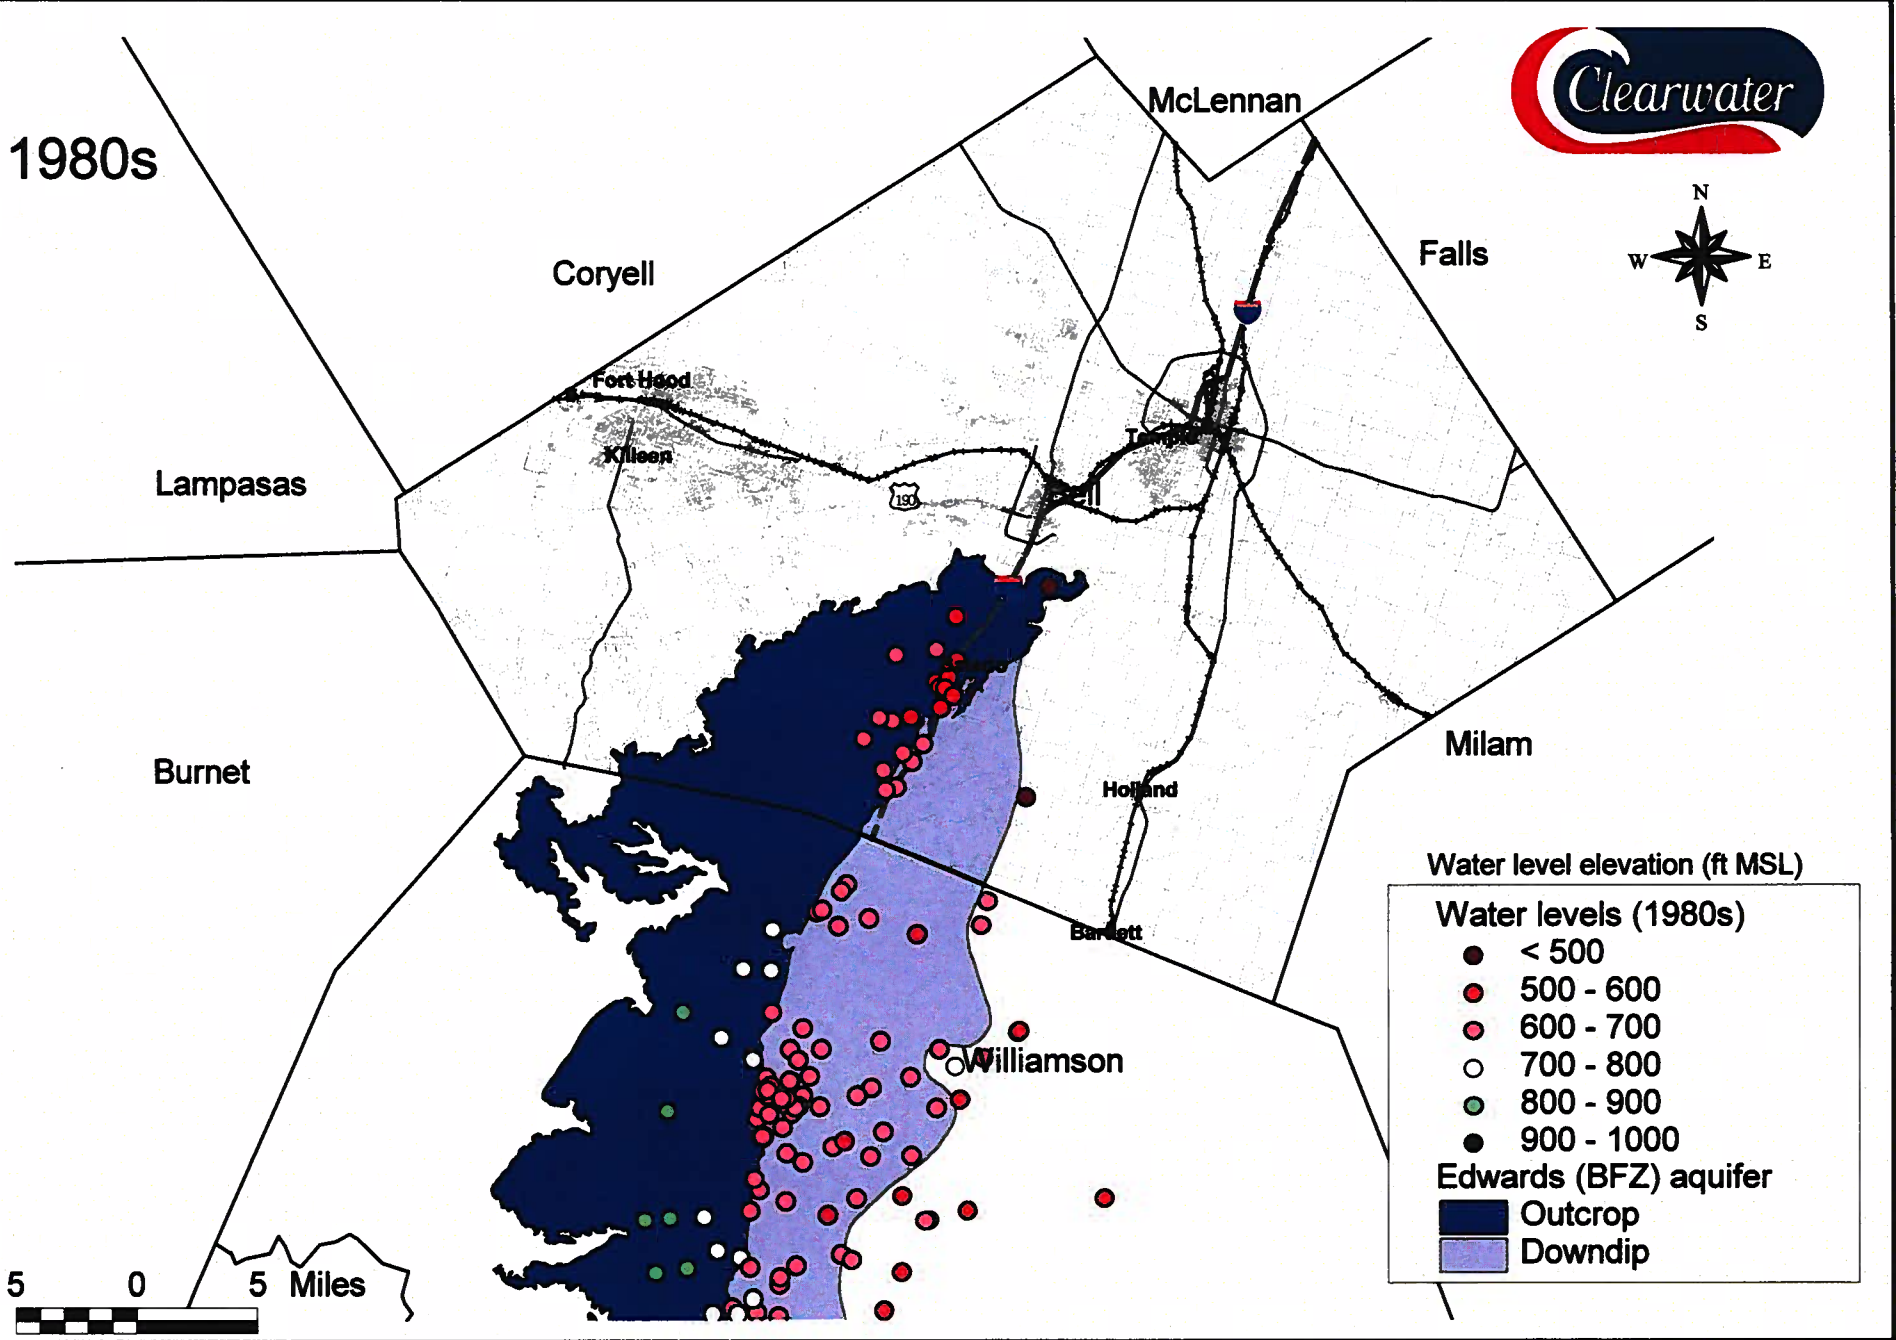 McLennan
Clearwater
1980s
N
W
E
S
Falls
Coryell
Fort Hood
Temple
Killeen
Lampasas
190
Bell
Milam
Burnet
Holland
Bartlett
Williamson
Water level elevation (ft MSL)
Water levels (1980s)
< 500
500 - 600
600 - 700
700 - 800
800 - 900
900 - 1000
Edwards (BFZ) aquifer
Outcrop
Downdip
5 0 5 Miles